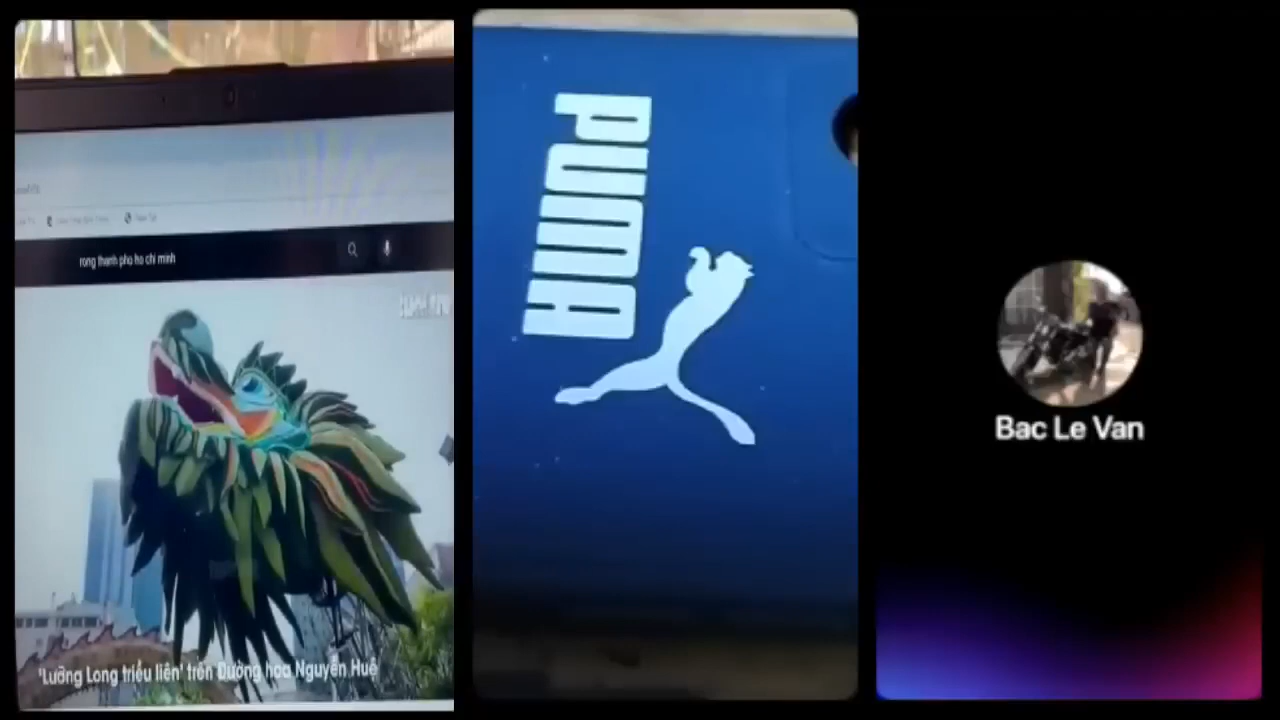 rong thanh pho ho chi minh
'Lưỡng Long triều liên' trên Đường hoa Nguyễn Huệ
PUMA
Bac Le Van